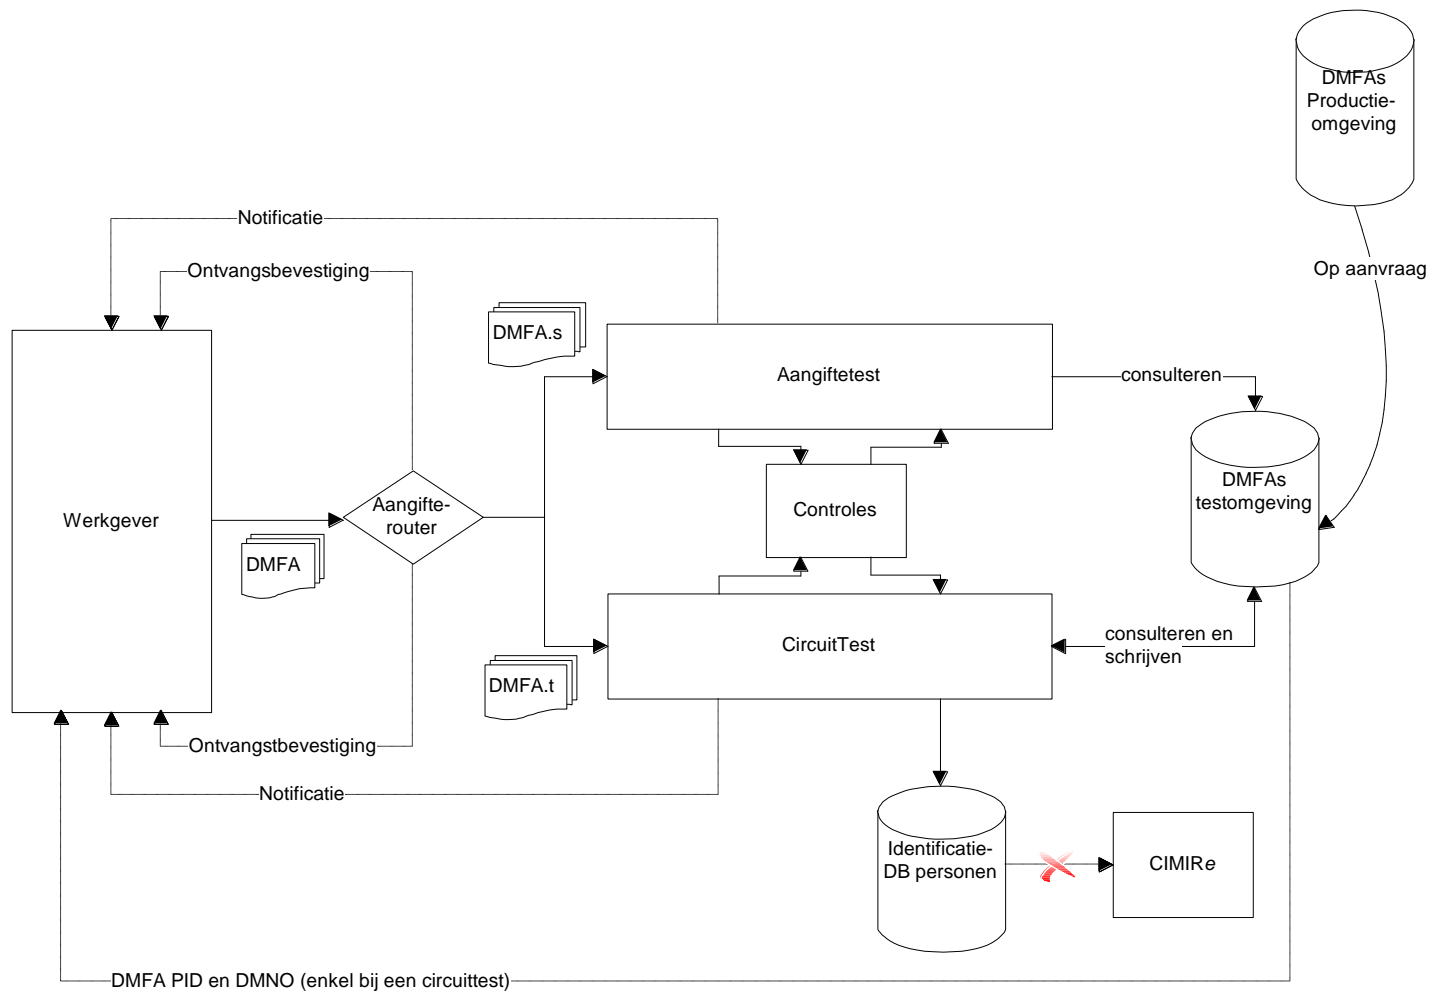 DMFAs
Productie-
omgeving
Notificatie
Op aanvraag
Ontvangsbevestiging
DMFA.s
Aangiftetest
consulteren
DMFAs
testomgeving
Aangifte-
router
Controles
Werkgever
DMFA
consulteren en
schrijven
CircuitTest
DMFA.t
Ontvangstbevestiging
Notificatie
Identificatie-
DB personen
CIMIRe
DMFA PID en DMNO (enkel bij een circuittest)